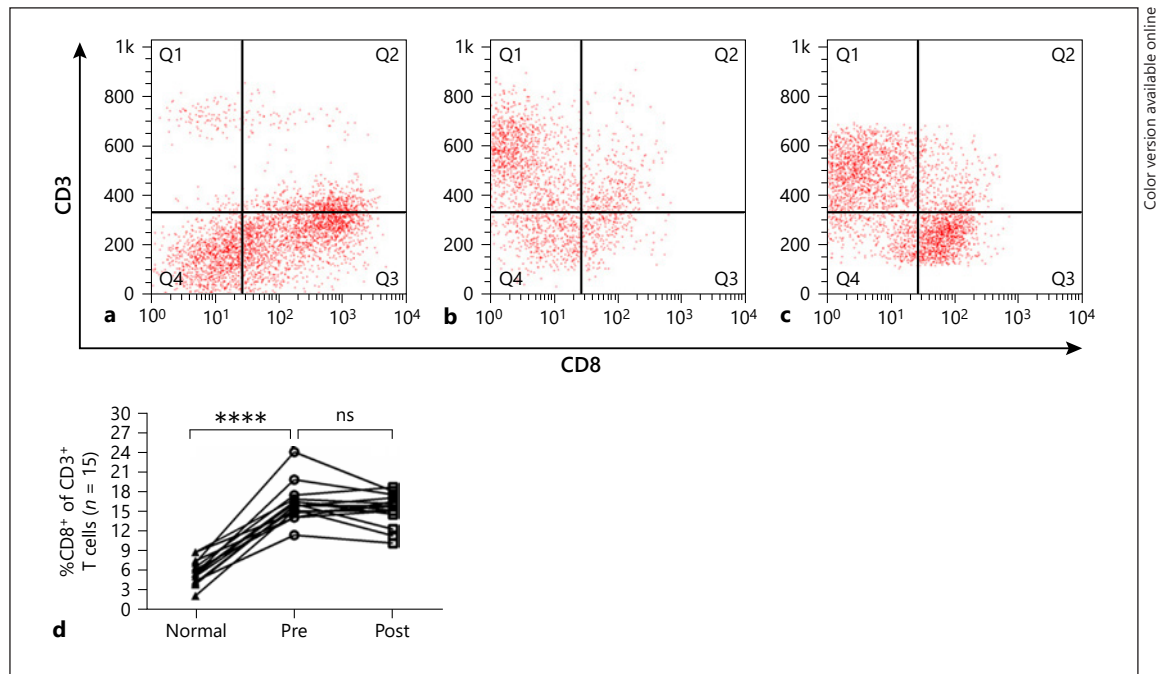 Color version available online
CD3
1k
800
600
400
200
0
Q1
Q2
Q4
Q3
10⁰
10¹
10²
10³
10⁴
a
1k
800
600
400
200
0
Q1
Q2
Q4
Q3
10⁰
10¹
10²
10³
10⁴
b
1k
800
600
400
200
0
Q1
Q2
Q4
Q3
10⁰
10¹
10²
10³
10⁴
c
CD8
%CD8⁺ of CD3⁺
T cells (n = 15)
30
27
24
21
18
15
12
9
6
3
0
****
ns
Normal
Pre
Post
d